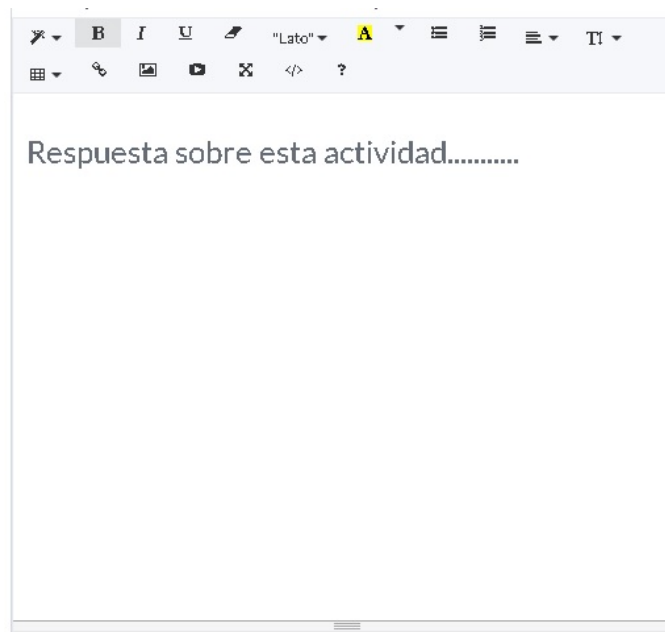 B I U "Lato" A TI
</> ?
Respuesta sobre esta actividad...........